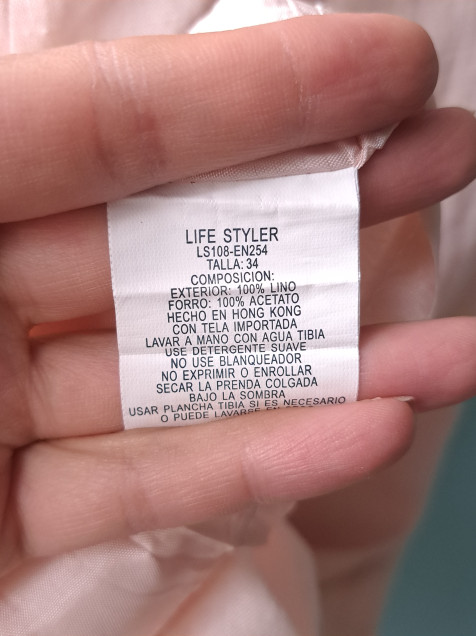 LIFE STYLER
LS108-EN254
TALLA: 34
COMPOSICION:
EXTERIOR: 100% LINO
FORRO: 100% ACETATO
HECHO EN HONG KONG
CON TELA IMPORTADA
LAVAR A MANO CON AGUA TIBIA
USE DETERGENTE SUAVE
NO USE BLANQUEADOR
NO EXPRIMIR O ENROLLAR
SECAR LA PRENDA COLGADA
BAJO LA SOMBRA
USAR PLANCHA TIBIA SI ES NECESARIO
O PUEDE LAVARSE EN